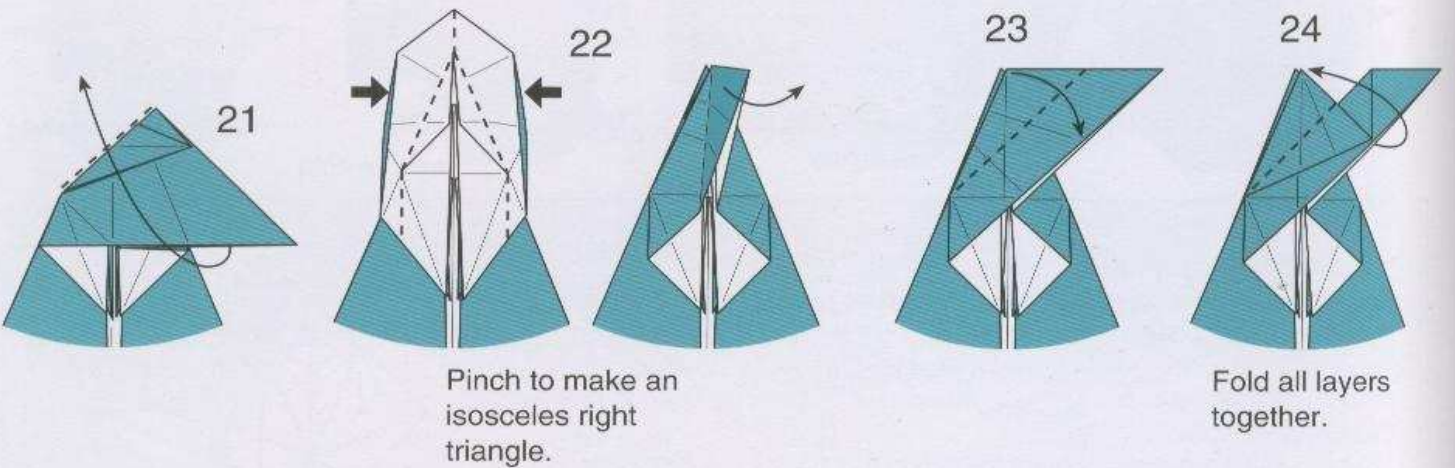 21
22
Pinch to make an
isosceles right
triangle.
23
24
Fold all layers
together.